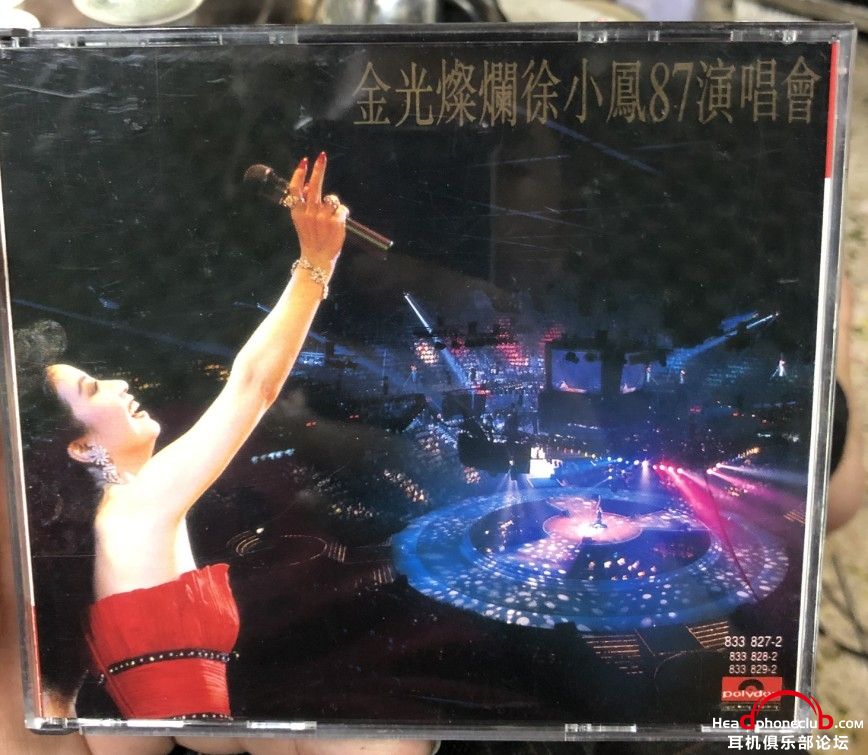 金光燦爛徐小鳳87演唱會
833 827-2
833 828-2
833 829-2
polydor
Headphoneclub.com
耳机俱乐部论坛